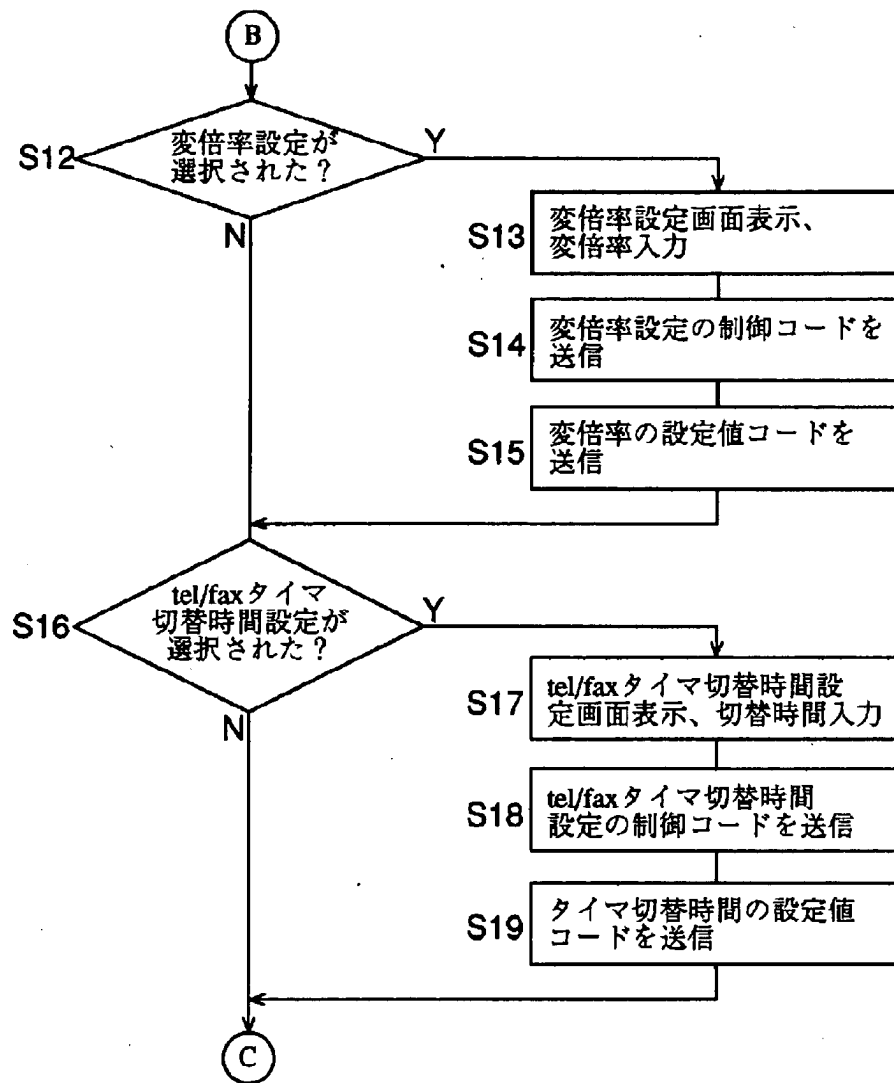 B
S12
変倍率設定が
選択された?
Y
N
S13
変倍率設定画面表示、
変倍率入力
S14
変倍率設定の制御コードを
送信
S15
変倍率の設定値コードを
送信
S16
tel/faxタイマ
切替時間設定が
選択された?
Y
N
S17
tel/faxタイマ切替時間設
定画面表示、切替時間入力
S18
tel/faxタイマ切替時間
設定の制御コードを送信
S19
タイマ切替時間の設定値
コードを送信
C